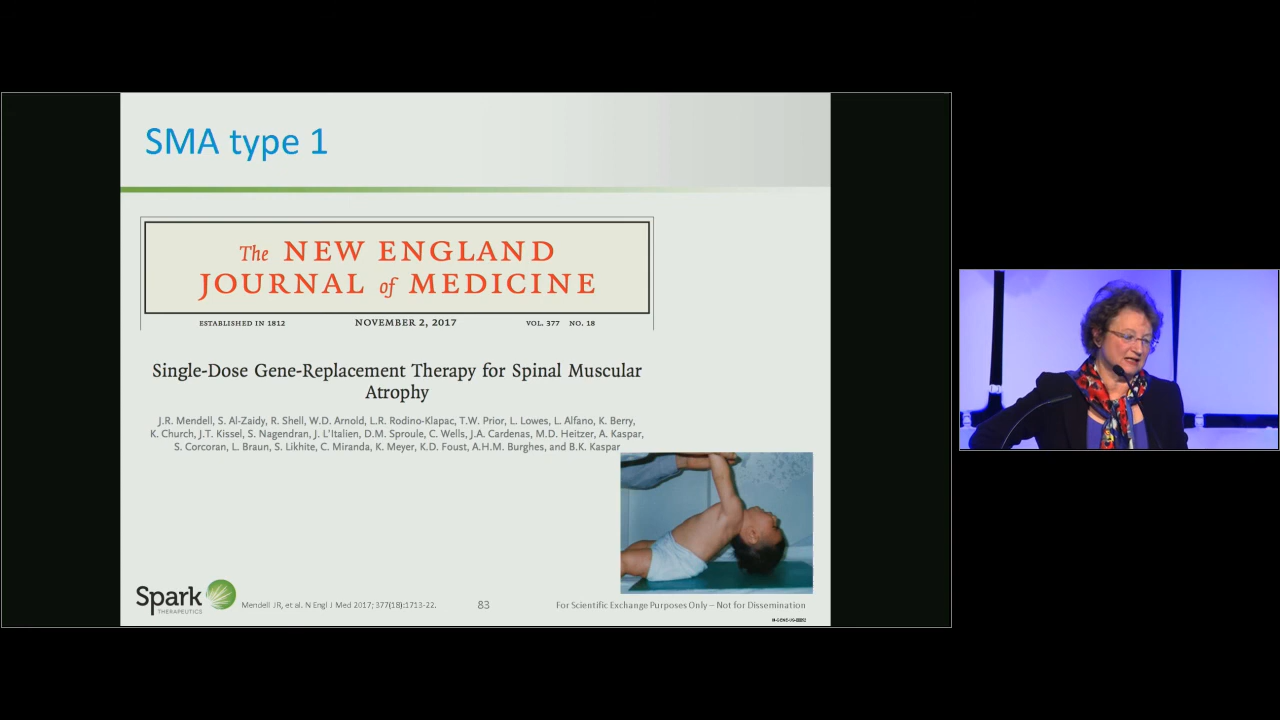 SMA type 1
The NEW ENGLAND
JOURNAL of MEDICINE
ESTABLISHED IN 1812 NOVEMBER 2, 2017 VOL. 377 NO. 18
Single-Dose Gene-Replacement Therapy for Spinal Muscular
Atrophy
J.R. Mendell, S. Al-Zaidy, R. Shell, W.D. Arnold, L.R. Rodino-Klapac, T.W. Prior, L. Lowes, L. Alfano, K. Berry,
K. Church, J.T. Kissel, S. Nagendran, J. L'Italien, D.M. Sproule, C. Wells, J.A. Cardenas, M.D. Heitzer, A. Kaspar,
S. Corcoran, L. Braun, S. Likhite, C. Miranda, K. Meyer, K.D. Foust, A.H.M. Burghes, and B.K. Kaspar
Spark
THERAPEUTICS
Mendell JR, et al. N Engl J Med 2017; 377(18):1713-22. 83 For Scientific Exchange Purposes Only – Not for Dissemination